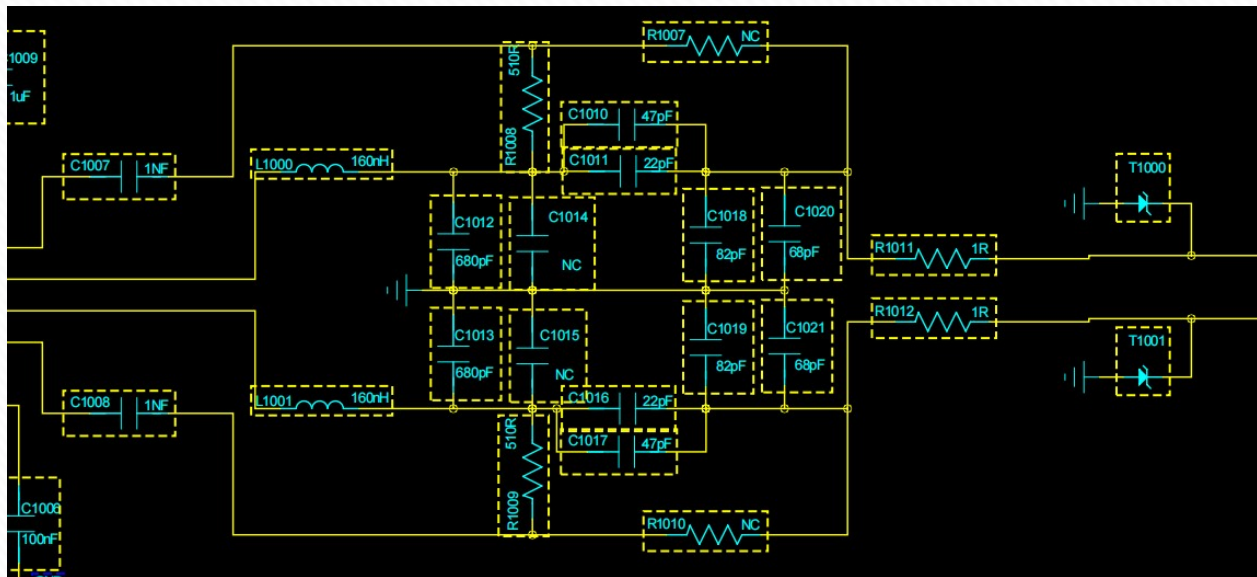 R1007 NC
1009
1uF
510R
R1008
C1010 47pF
C1007 1NF
L1000 160nH
C1011 22pF
T1000
C1012
680pF
C1014
NC
C1018
82pF
C1020
68pF
R1011 1R
C1013
680pF
C1015
NC
C1019
82pF
C1021
68pF
R1012 1R
T1001
C1008 1NF
L1001 160nH
C1016 22pF
510R
R1009
C1017 47pF
C1006
100nF
R1010 NC